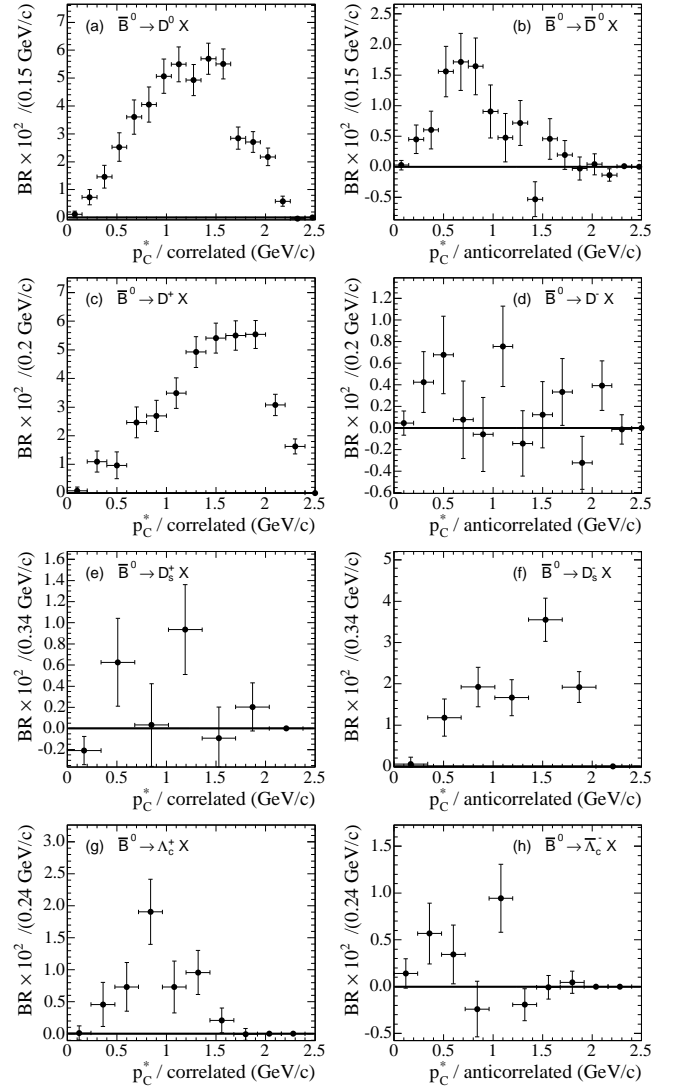 (a) B̅⁰ → D⁰ X
BR × 10² /(0.15 GeV/c)
7
6
5
4
3
2
1
0
0 0.5 1 1.5 2 2.5
p*C / correlated (GeV/c)
(b) B̅⁰ → D̅⁰ X
BR × 10² /(0.15 GeV/c)
2.5
2.0
1.5
1.0
0.5
0.0
-0.5
0 0.5 1 1.5 2 2.5
p*C / anticorrelated (GeV/c)
(c) B̅⁰ → D⁺ X
BR × 10² /(0.2 GeV/c)
7
6
5
4
3
2
1
0
0 0.5 1 1.5 2 2.5
p*C / correlated (GeV/c)
(d) B̅⁰ → D⁻ X
BR × 10² /(0.2 GeV/c)
1.2
1.0
0.8
0.6
0.4
0.2
0.0
-0.2
-0.4
-0.6
0 0.5 1 1.5 2 2.5
p*C / anticorrelated (GeV/c)
(e) B̅⁰ → Ds⁺ X
BR × 10² /(0.34 GeV/c)
1.6
1.4
1.2
1.0
0.8
0.6
0.4
0.2
0.0
-0.2
0 0.5 1 1.5 2 2.5
p*C / correlated (GeV/c)
(f) B̅⁰ → Ds⁻ X
BR × 10² /(0.34 GeV/c)
5
4
3
2
1
0
0 0.5 1 1.5 2 2.5
p*C / anticorrelated (GeV/c)
(g) B̅⁰ → Λc⁺ X
BR × 10² /(0.24 GeV/c)
3.0
2.5
2.0
1.5
1.0
0.5
0.0
0 0.5 1 1.5 2 2.5
p*C / correlated (GeV/c)
(h) B̅⁰ → Λ̅c⁻ X
BR × 10² /(0.24 GeV/c)
1.5
1.0
0.5
0.0
-0.5
0 0.5 1 1.5 2 2.5
p*C / anticorrelated (GeV/c)